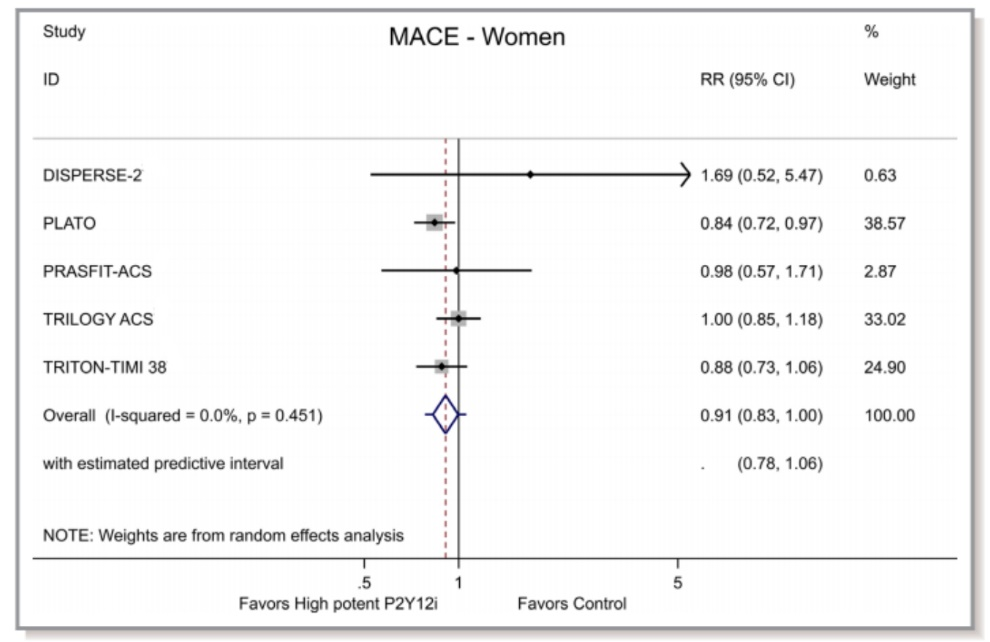 MACE - Women
Study %
ID RR (95% CI) Weight
DISPERSE-2 1.69 (0.52, 5.47) 0.63
PLATO 0.84 (0.72, 0.97) 38.57
PRASFIT-ACS 0.98 (0.57, 1.71) 2.87
TRILOGY ACS 1.00 (0.85, 1.18) 33.02
TRITON-TIMI 38 0.88 (0.73, 1.06) 24.90
Overall (I-squared = 0.0%, p = 0.451) 0.91 (0.83, 1.00) 100.00
with estimated predictive interval . (0.78, 1.06)
NOTE: Weights are from random effects analysis
.5 1 5
Favors High potent P2Y12i Favors Control